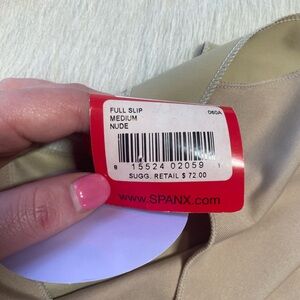 FULL SLIP 060A
MEDIUM
NUDE
8 15524 02059 1
SUGG. RETAIL $ 72.00
www.SPANX.com